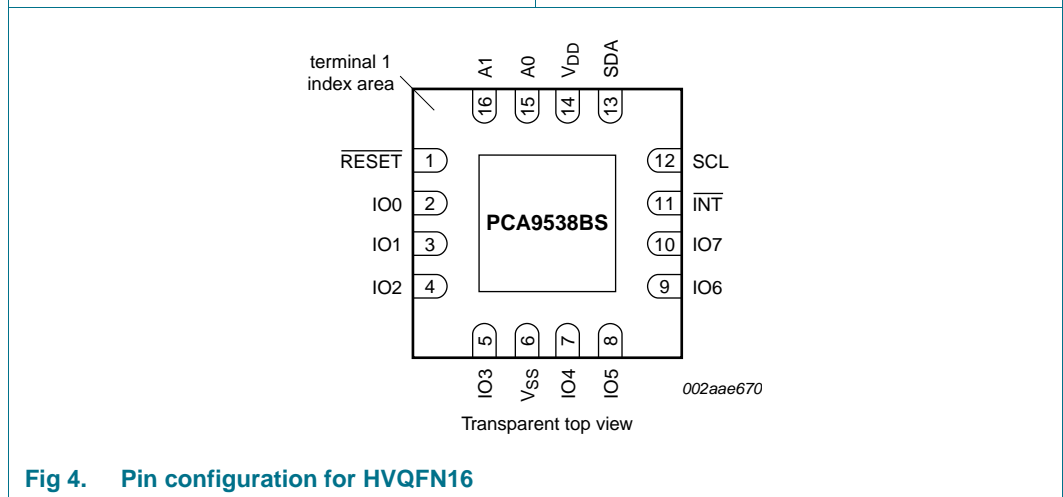 terminal 1
index area
A1
A0
VDD
SDA
16
15
14
13
RESET 1
IO0 2
IO1 3
IO2 4
PCA9538BS
12 SCL
11 INT
10 IO7
9 IO6
5
6
7
8
IO3
VSS
IO4
IO5
002aae670
Transparent top view
Fig 4. Pin configuration for HVQFN16